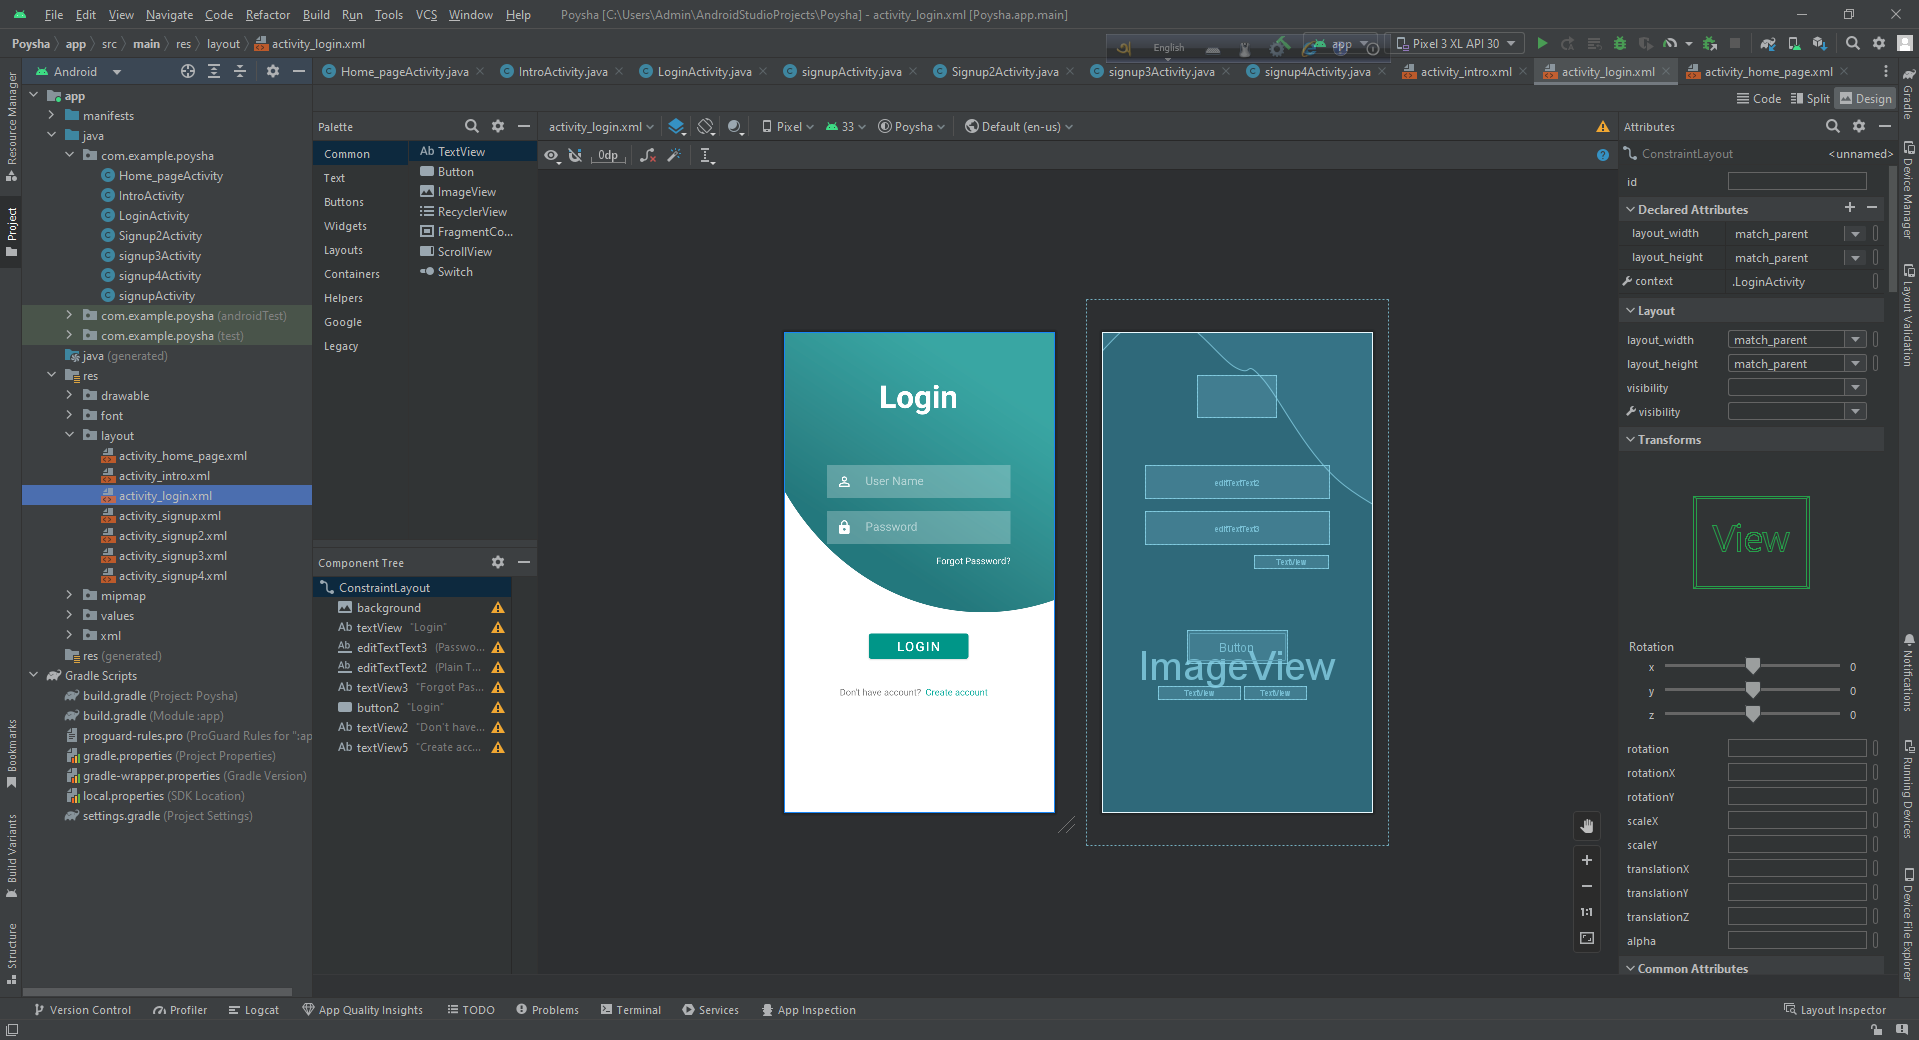 File Edit View Navigate Code Refactor Build Run Tools VCS Window Help Poysha [C:\Users\Admin\AndroidStudioProjects\Poysha] - activity_login.xml [Poysha.app.main]
Poysha app src main res layout activity_login.xml English app Pixel 3 XL API 30
Android Home_pageActivity.java IntroActivity.java LoginActivity.java signupActivity.java Signup2Activity.java signup3Activity.java signup4Activity.java activity_intro.xml activity_login.xml activity_home_page.xml
Code Split Design
Resource Manager
Project
Bookmarks
Build Variants
Structure
app
manifests
java
com.example.poysha
Home_pageActivity
IntroActivity
LoginActivity
Signup2Activity
signup3Activity
signup4Activity
signupActivity
com.example.poysha (androidTest)
com.example.poysha (test)
java (generated)
res
drawable
font
layout
activity_home_page.xml
activity_intro.xml
activity_login.xml
activity_signup.xml
activity_signup2.xml
activity_signup3.xml
activity_signup4.xml
mipmap
values
xml
res (generated)
Gradle Scripts
build.gradle (Project: Poysha)
build.gradle (Module :app)
proguard-rules.pro (ProGuard Rules for ":ap
gradle.properties (Project Properties)
gradle-wrapper.properties (Gradle Version)
local.properties (SDK Location)
settings.gradle (Project Settings)
Palette
Common
Text
Buttons
Widgets
Layouts
Containers
Helpers
Google
Legacy
Ab TextView
Button
ImageView
RecyclerView
FragmentCo...
ScrollView
Switch
Component Tree
ConstraintLayout
background
Ab textView "Login"
Ab editTextText3 (Passwo...
Ab editTextText2 (Plain T...
Ab textView3 "Forgot Pas...
button2 "Login"
Ab textView2 "Don't have...
Ab textView5 "Create acc...
activity_login.xml Pixel 33 Poysha Default (en-us)
0dp
Login
User Name
Password
Forgot Password?
LOGIN
Don't have account? Create account
editTextText2
editTextText3
TextView
Button
ImageView
TextView TextView
1:1
Attributes
ConstraintLayout <unnamed>
id
Declared Attributes
layout_width match_parent
layout_height match_parent
context .LoginActivity
Layout
layout_width match_parent
layout_height match_parent
visibility
visibility
Transforms
View
Rotation
x 0
y 0
z 0
rotation
rotationX
rotationY
scaleX
scaleY
translationX
translationY
translationZ
alpha
Common Attributes
Gradle
Device Manager
Layout Validation
Notifications
Running Devices
Device File Explorer
Version Control Profiler Logcat App Quality Insights TODO Problems Terminal Services App Inspection Layout Inspector